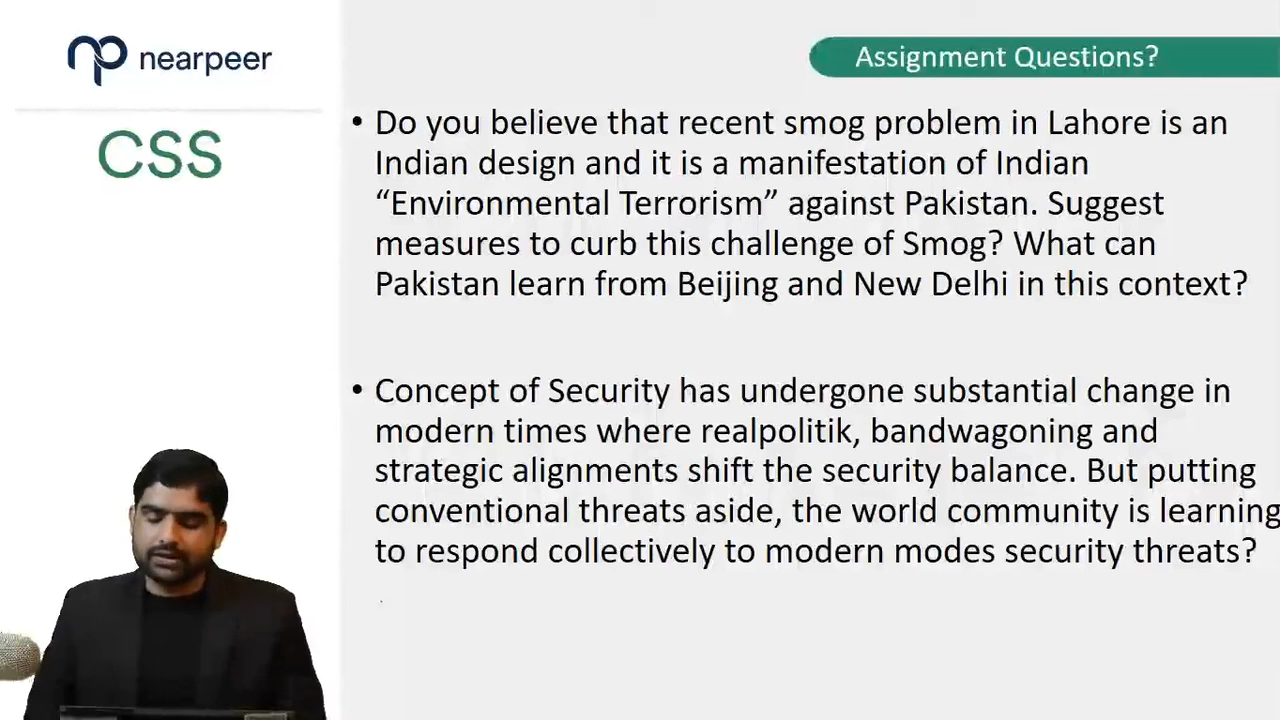 nearpeer
Assignment Questions?
CSS
• Do you believe that recent smog problem in Lahore is an
Indian design and it is a manifestation of Indian
“Environmental Terrorism” against Pakistan. Suggest
measures to curb this challenge of Smog? What can
Pakistan learn from Beijing and New Delhi in this context?
• Concept of Security has undergone substantial change in
modern times where realpolitik, bandwagoning and
strategic alignments shift the security balance. But putting
conventional threats aside, the world community is learning
to respond collectively to modern modes security threats?